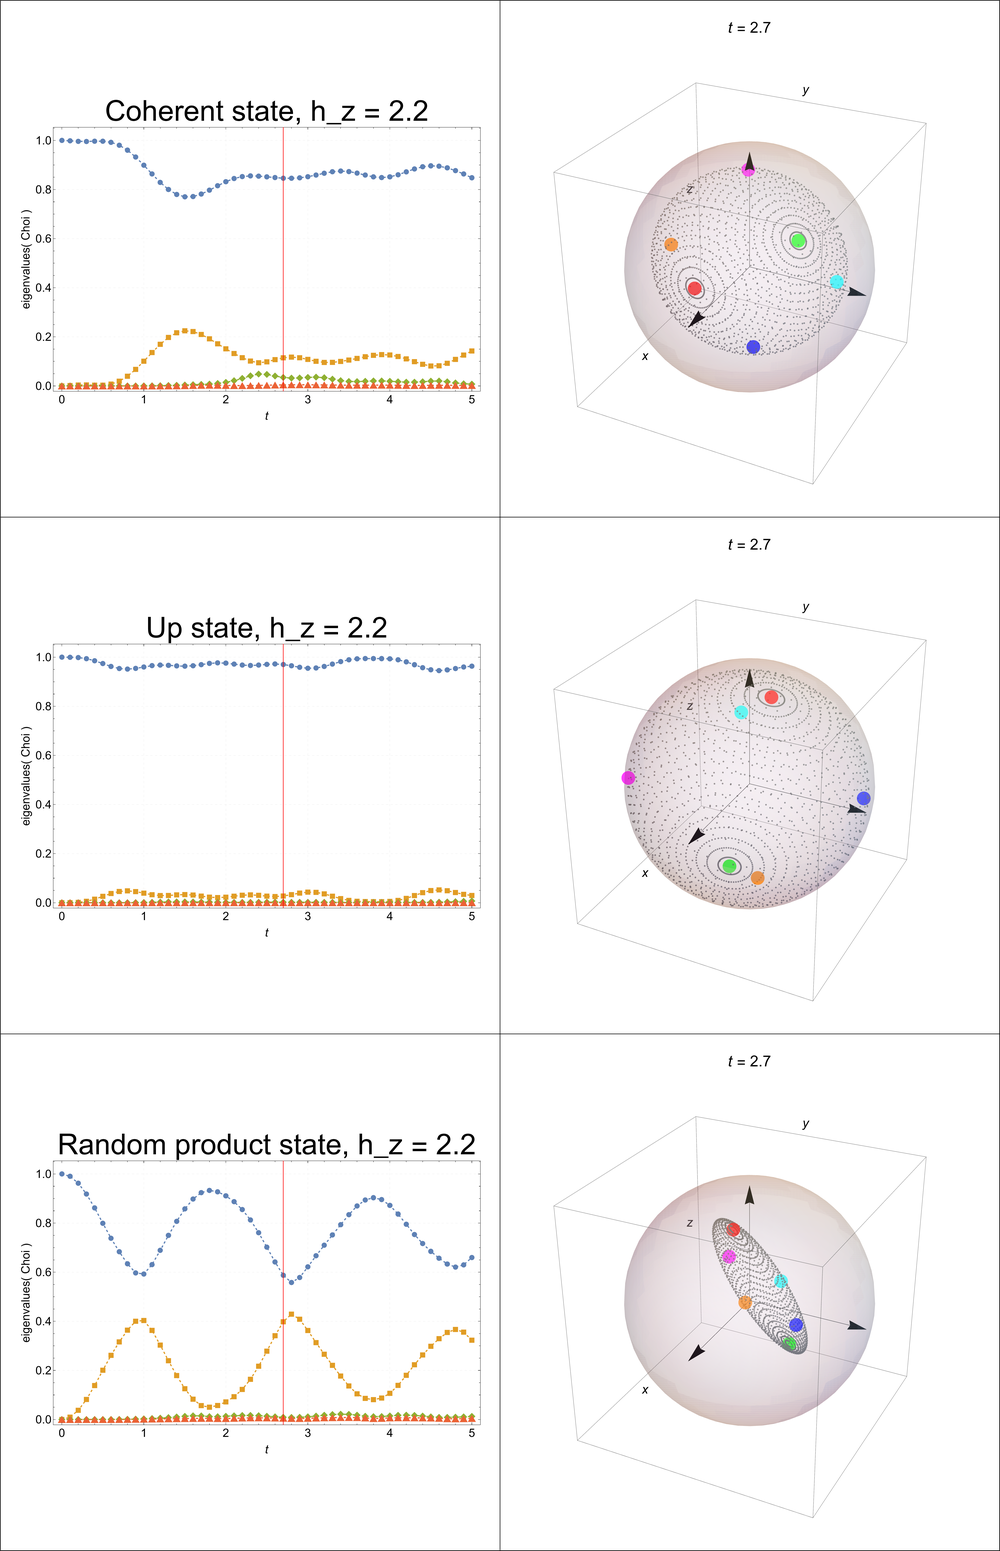 t = 2.7
Coherent state, h_z = 2.2
eigenvalues( Choi )
1.0
0.8
0.6
0.4
0.2
0.0
0 1 2 3 4 5
t
y
z
x
t = 2.7
Up state, h_z = 2.2
eigenvalues( Choi )
1.0
0.8
0.6
0.4
0.2
0.0
0 1 2 3 4 5
t
y
z
x
t = 2.7
Random product state, h_z = 2.2
eigenvalues( Choi )
1.0
0.8
0.6
0.4
0.2
0.0
0 1 2 3 4 5
t
y
z
x